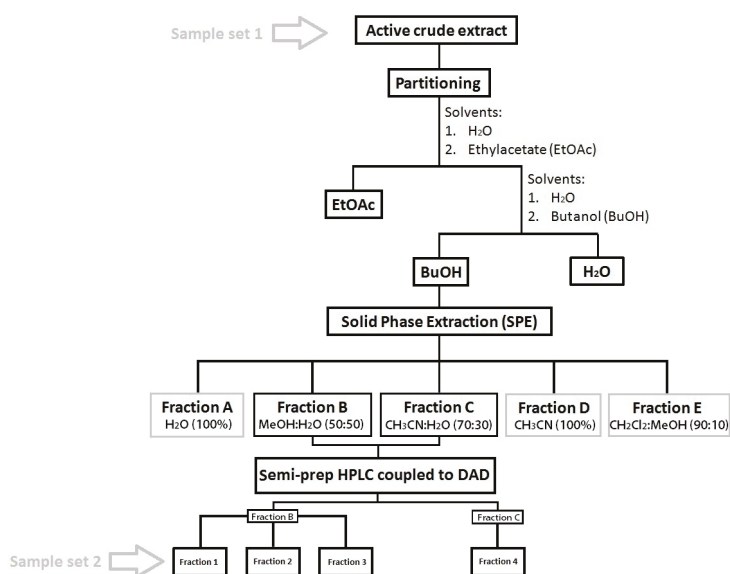 Sample set 1
Active crude extract
Partitioning
Solvents:
1. H2O
2. Ethylacetate (EtOAc)
EtOAc
Solvents:
1. H2O
2. Butanol (BuOH)
BuOH
H2O
Solid Phase Extraction (SPE)
Fraction A
H2O (100%)
Fraction B
MeOH:H2O (50:50)
Fraction C
CH3CN:H2O (70:30)
Fraction D
CH3CN (100%)
Fraction E
CH2Cl2:MeOH (90:10)
Semi-prep HPLC coupled to DAD
Fraction B
Fraction C
Sample set 2
Fraction 1
Fraction 2
Fraction 3
Fraction 4